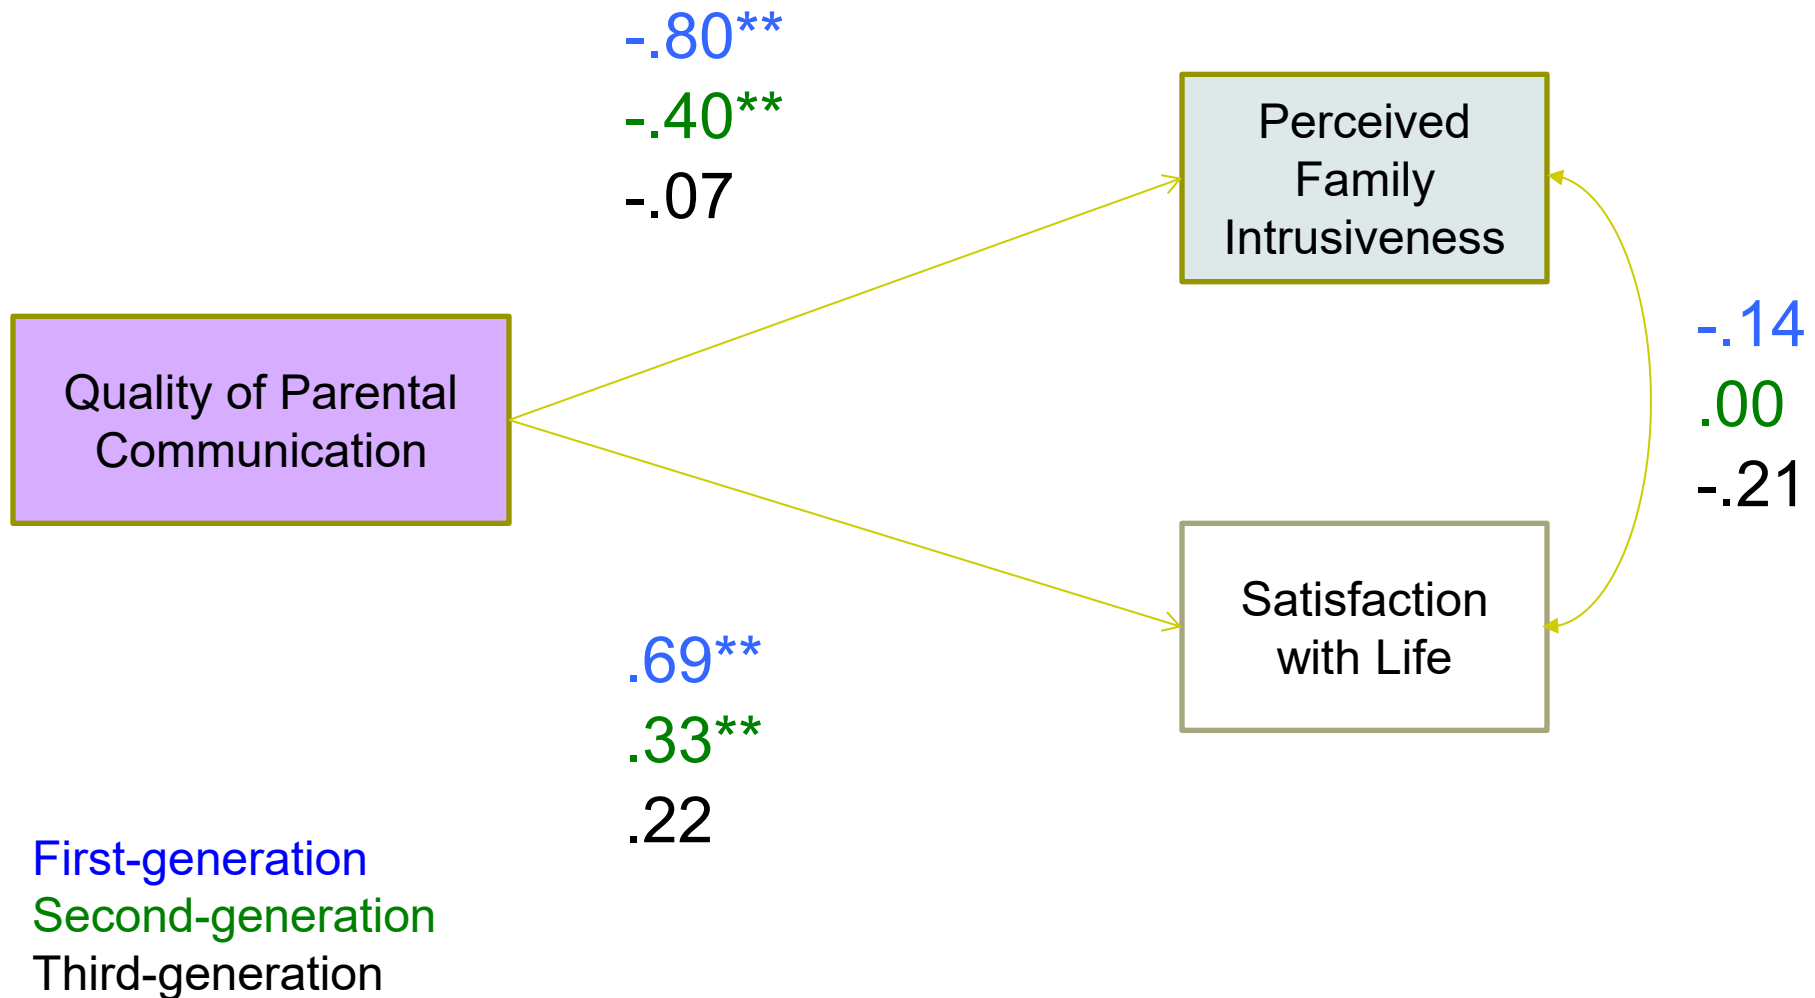 -.80**
-.40**
-.07
Perceived
Family
Intrusiveness
Quality of Parental
Communication
-.14
.00
-.21
Satisfaction
with Life
.69**
.33**
.22
First-generation
Second-generation
Third-generation